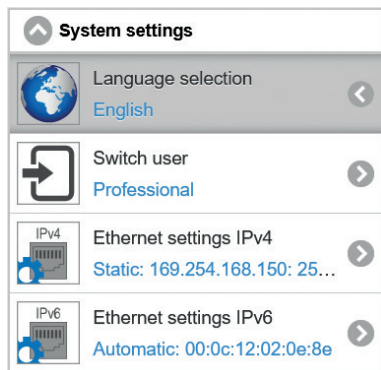 System settings
Language selection
English
Switch user
Professional
IPv4
Ethernet settings IPv4
Static: 169.254.168.150: 25...
IPv6
Ethernet settings IPv6
Automatic: 00:0c:12:02:0e:8e